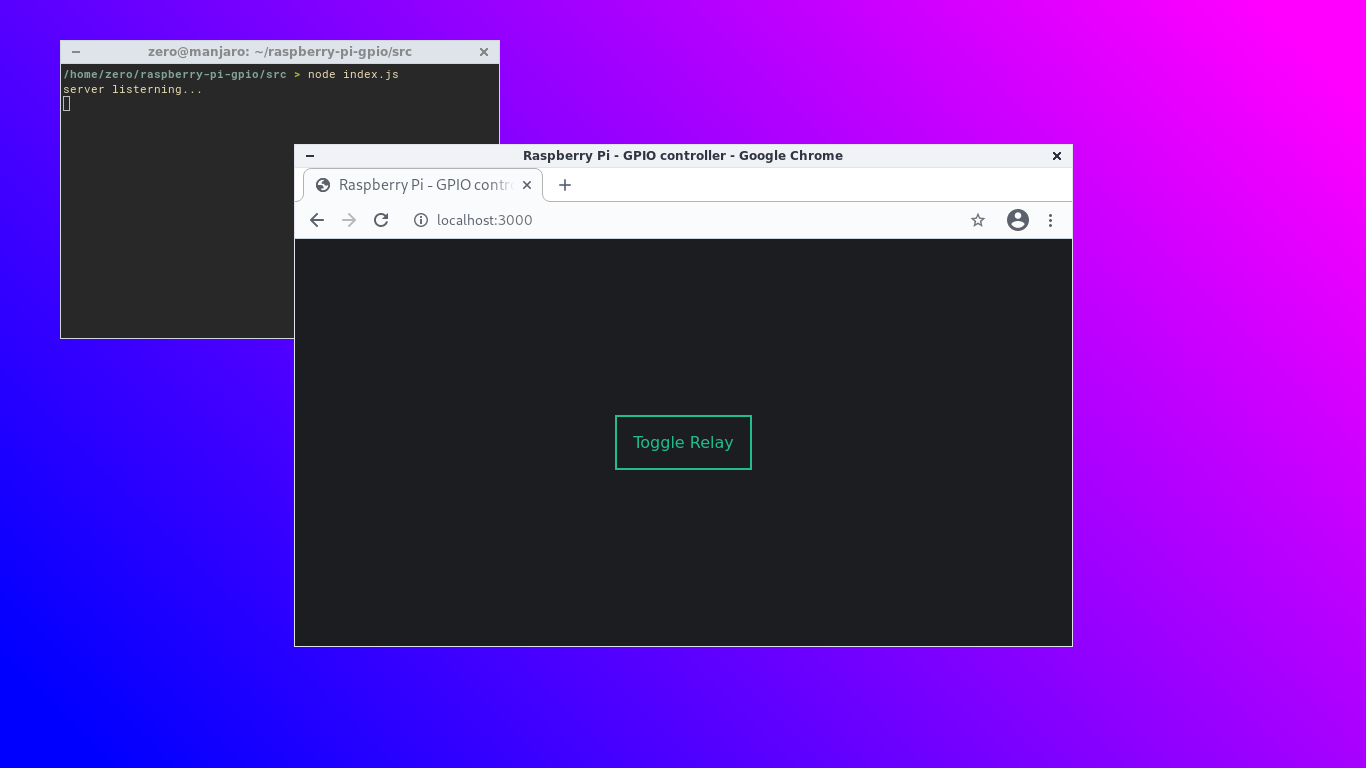 zero@manjaro: ~/raspberry-pi-gpio/src
/home/zero/raspberry-pi-gpio/src > node index.js
server listerning...
Raspberry Pi - GPIO controller - Google Chrome
Raspberry Pi - GPIO contro
localhost:3000
Toggle Relay